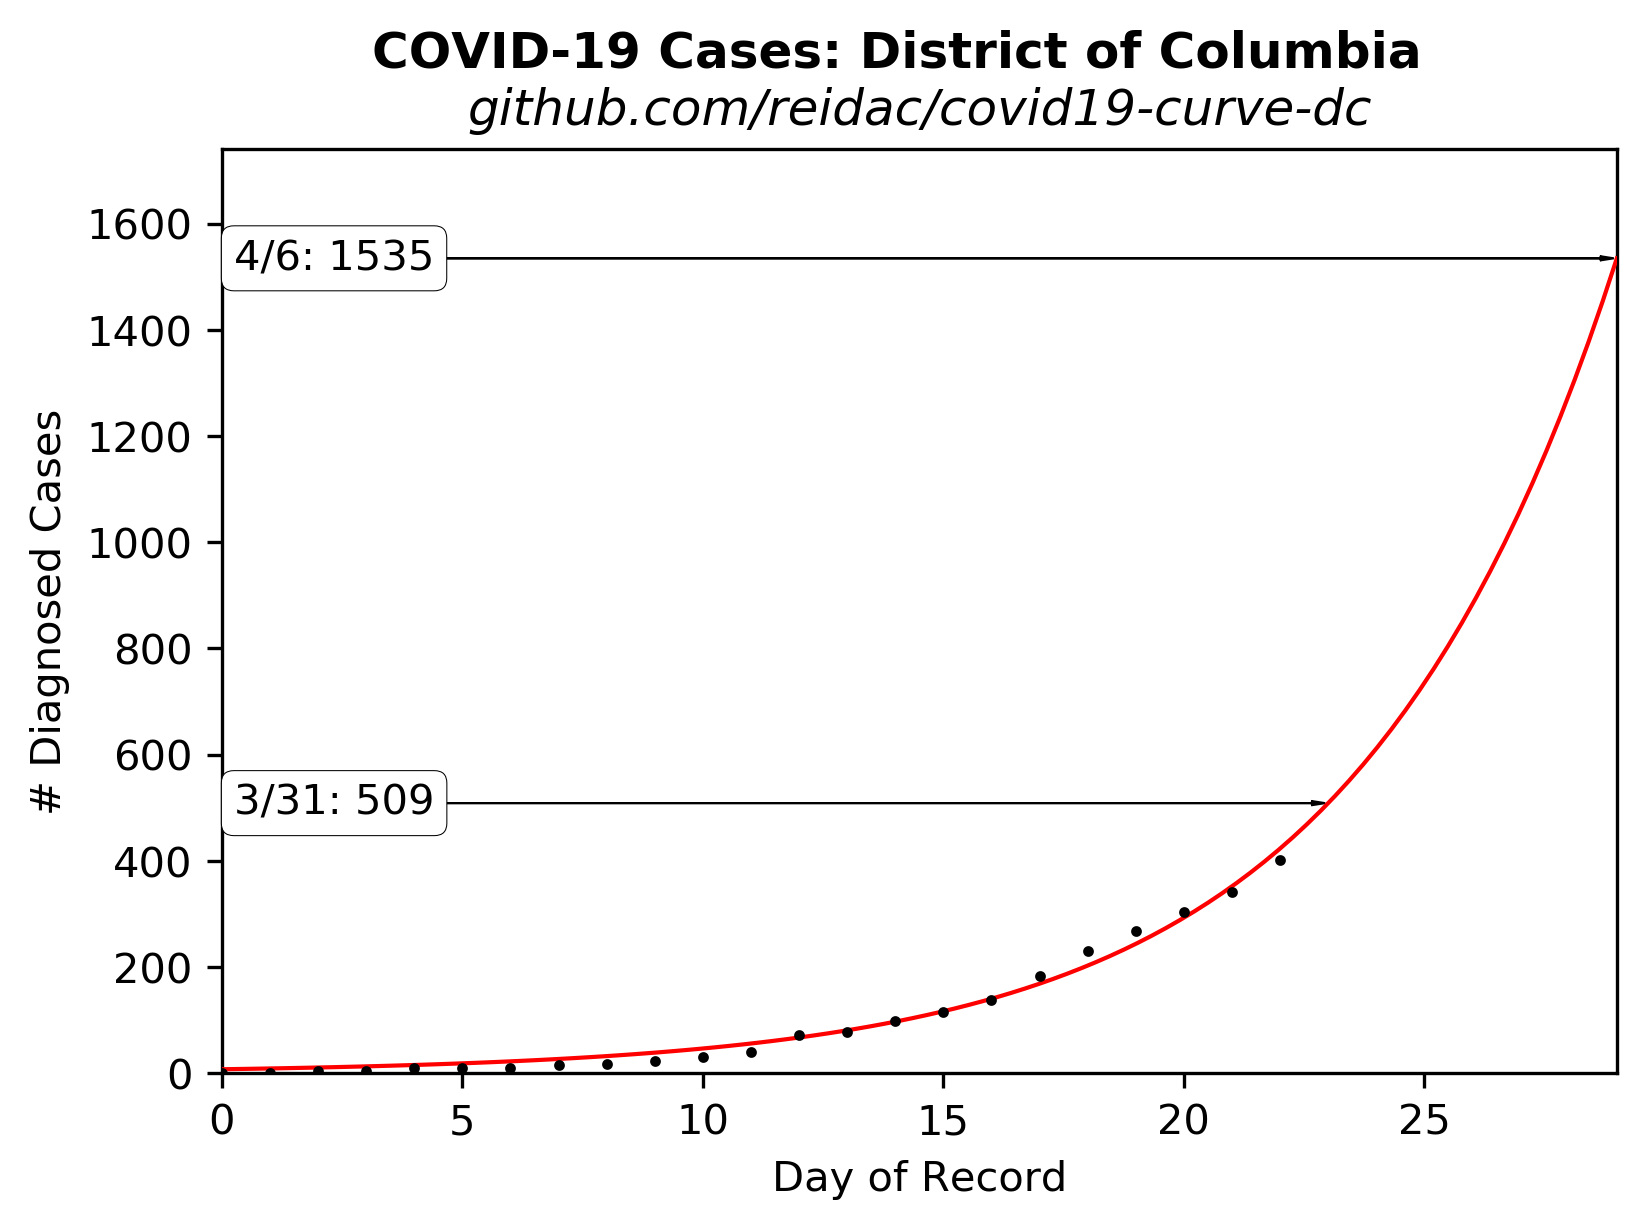 COVID-19 Cases: District of Columbia
github.com/reidac/covid19-curve-dc
# Diagnosed Cases
1600
1400
1200
1000
800
600
400
200
0
4/6: 1535
3/31: 509
0 5 10 15 20 25
Day of Record